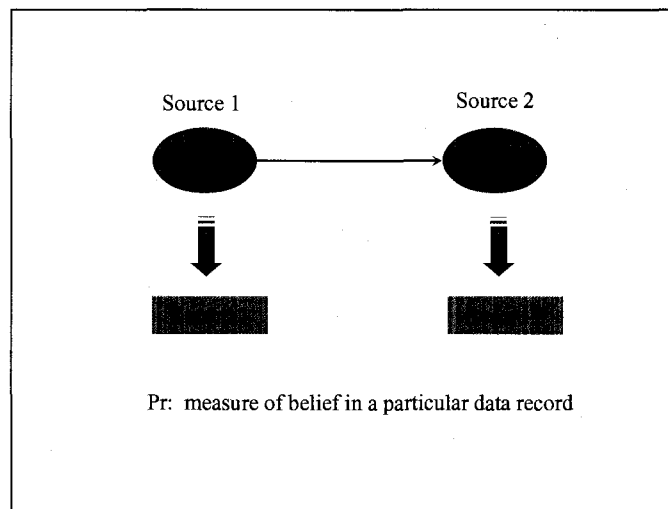 Source 1
Source 2
Pr: measure of belief in a particular data record